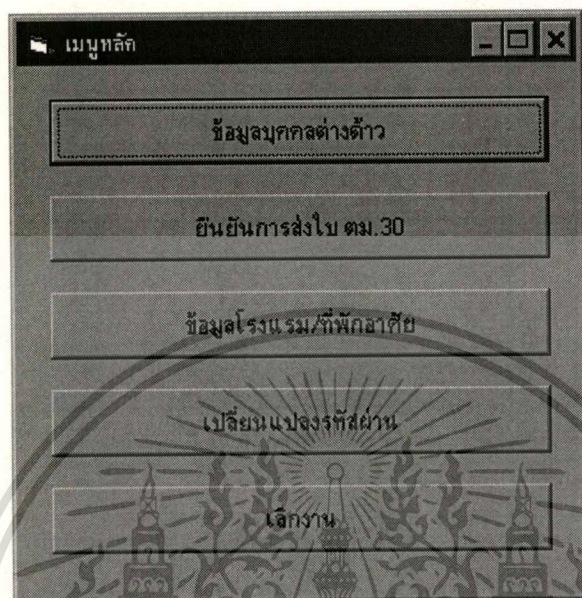 เมนูหลัก
ข้อมูลบุคคลต่างด้าว
ยืนยันการส่งใบ ตม.30
ข้อมูลโรงแรม/ที่พักอาศัย
เปลี่ยนแปลงรหัสผ่าน
เลิกงาน